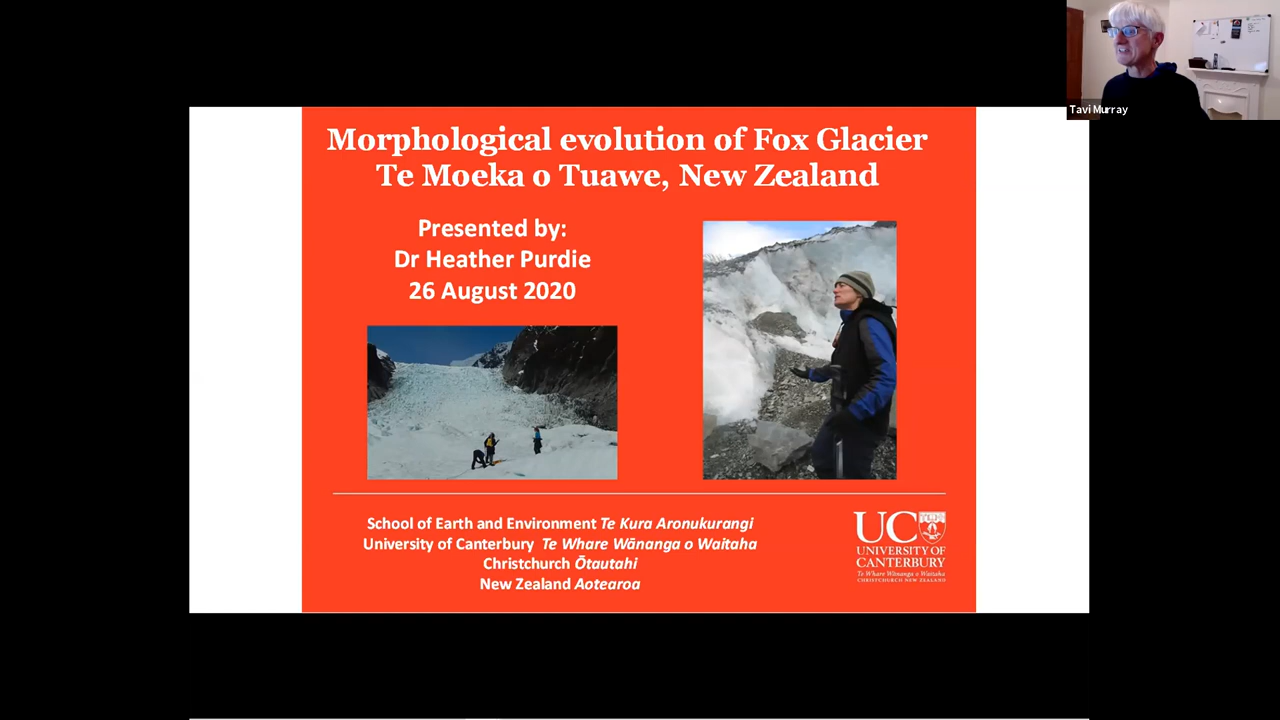 Morphological evolution of Fox Glacier
Te Moeka o Tuawe, New Zealand
Presented by:
Dr Heather Purdie
26 August 2020
School of Earth and Environment Te Kura Aronukurangi
University of Canterbury Te Whare Wānanga o Waitaha
Christchurch Ōtautahi
New Zealand Aotearoa
UC
UNIVERSITY OF
CANTERBURY
Te Whare Wānanga o Waitaha
CHRISTCHURCH NEW ZEALAND
Tavi Murray